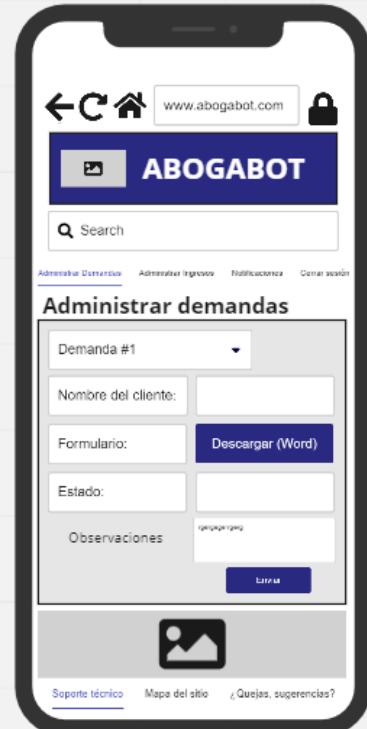 www.abogabot.com
ABOGABOT
Search
Administrar Demandas Administrar Ingresos Notificaciones Cerrar sesión
Administrar demandas
Demanda #1
Nombre del cliente:
Formulario: Descargar (Word)
Estado:
Observaciones
Enviar
Soporte técnico Mapa del sitio ¿Quejas, sugerencias?